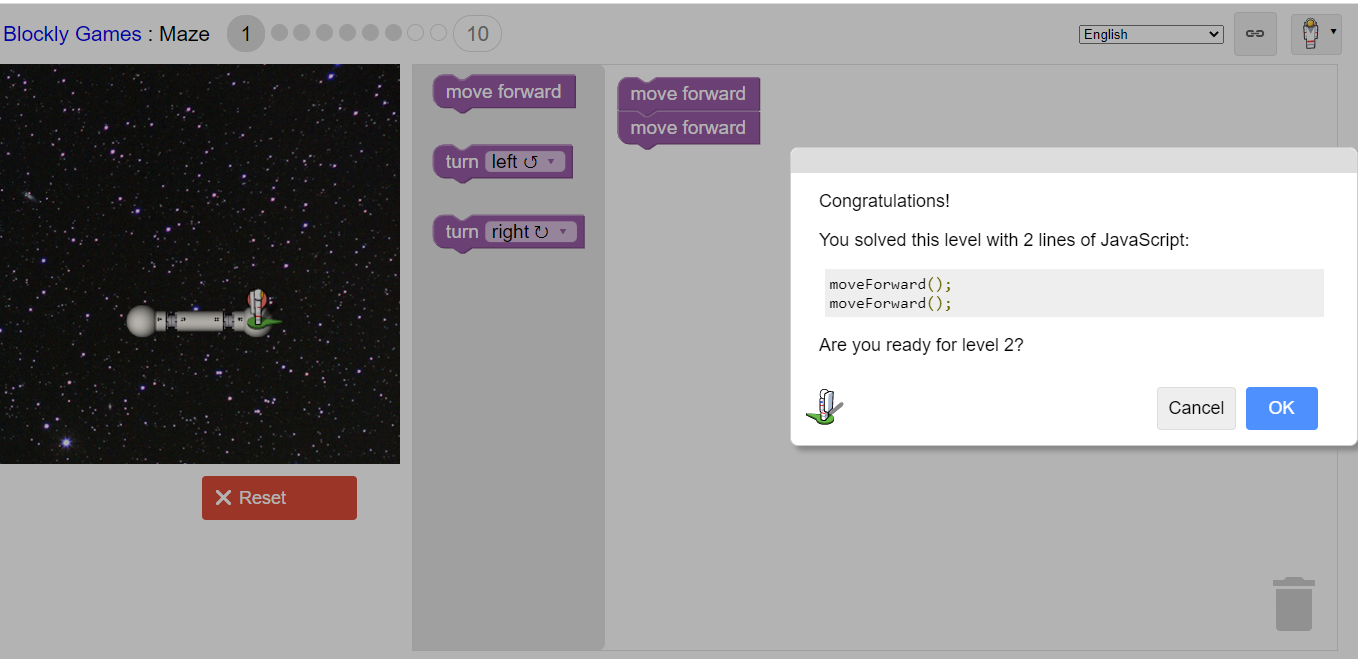 Blockly Games : Maze 1 10
English
move forward
turn left ↺
turn right ↻
move forward
move forward
Congratulations!
You solved this level with 2 lines of JavaScript:
moveForward();
moveForward();
Are you ready for level 2?
Cancel OK
Reset